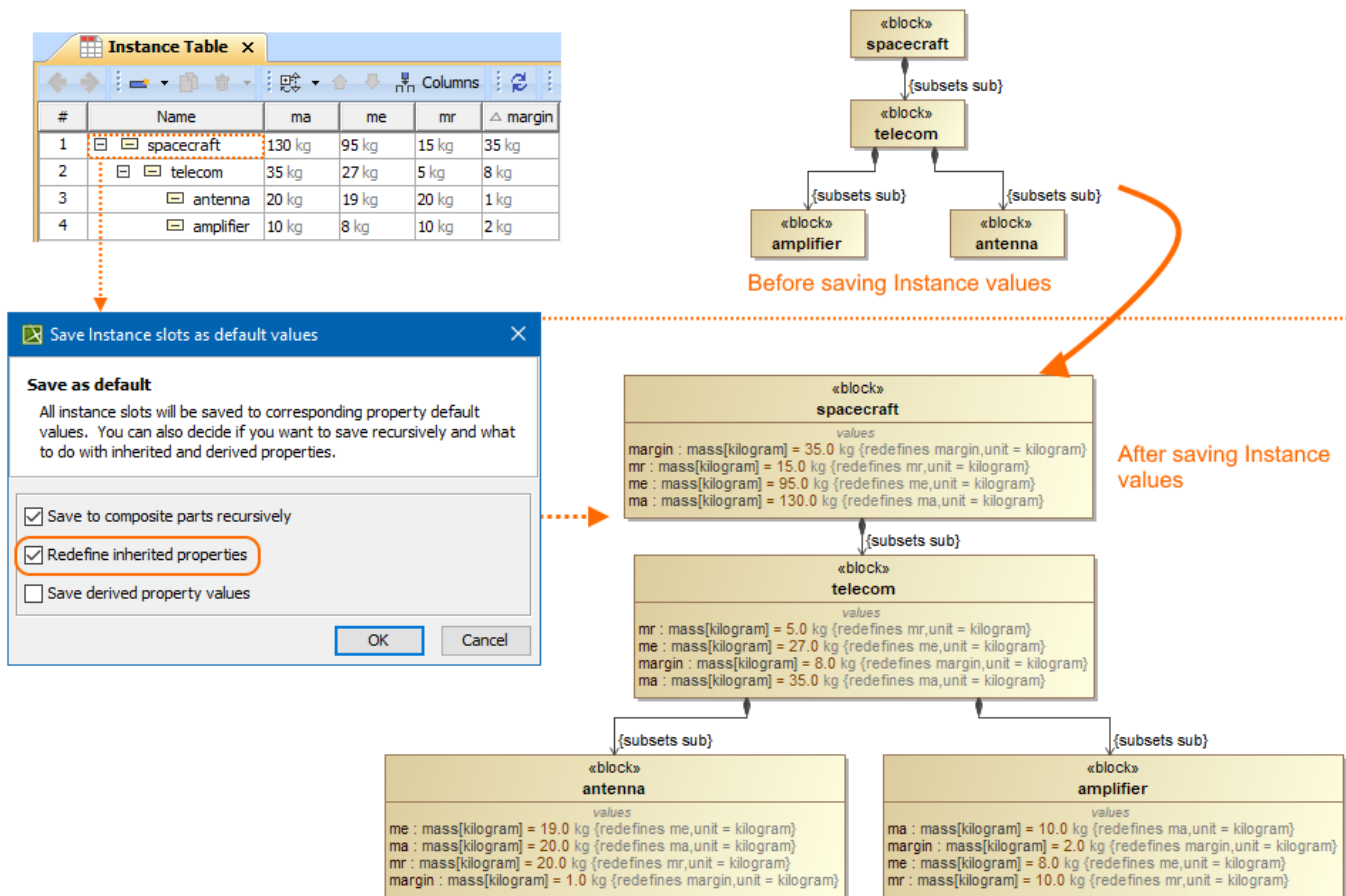 Instance Table ×
Columns
# Name ma me mr △ margin
1 spacecraft 130 kg 95 kg 15 kg 35 kg
2 telecom 35 kg 27 kg 5 kg 8 kg
3 antenna 20 kg 19 kg 20 kg 1 kg
4 amplifier 10 kg 8 kg 10 kg 2 kg
«block»
spacecraft
{subsets sub}
«block»
telecom
{subsets sub}
{subsets sub}
«block»
amplifier
«block»
antenna
Before saving Instance values
Save Instance slots as default values
Save as default
All instance slots will be saved to corresponding property default
values. You can also decide if you want to save recursively and what
to do with inherited and derived properties.
Save to composite parts recursively
Redefine inherited properties
Save derived property values
OK
Cancel
«block»
spacecraft
values
margin : mass[kilogram] = 35.0 kg {redefines margin,unit = kilogram}
mr : mass[kilogram] = 15.0 kg {redefines mr,unit = kilogram}
me : mass[kilogram] = 95.0 kg {redefines me,unit = kilogram}
ma : mass[kilogram] = 130.0 kg {redefines ma,unit = kilogram}
After saving Instance
values
{subsets sub}
«block»
telecom
values
mr : mass[kilogram] = 5.0 kg {redefines mr,unit = kilogram}
me : mass[kilogram] = 27.0 kg {redefines me,unit = kilogram}
margin : mass[kilogram] = 8.0 kg {redefines margin,unit = kilogram}
ma : mass[kilogram] = 35.0 kg {redefines ma,unit = kilogram}
{subsets sub}
{subsets sub}
«block»
antenna
values
me : mass[kilogram] = 19.0 kg {redefines me,unit = kilogram}
ma : mass[kilogram] = 20.0 kg {redefines ma,unit = kilogram}
mr : mass[kilogram] = 20.0 kg {redefines mr,unit = kilogram}
margin : mass[kilogram] = 1.0 kg {redefines margin,unit = kilogram}
«block»
amplifier
values
ma : mass[kilogram] = 10.0 kg {redefines ma,unit = kilogram}
margin : mass[kilogram] = 2.0 kg {redefines margin,unit = kilogram}
me : mass[kilogram] = 8.0 kg {redefines me,unit = kilogram}
mr : mass[kilogram] = 10.0 kg {redefines mr,unit = kilogram}